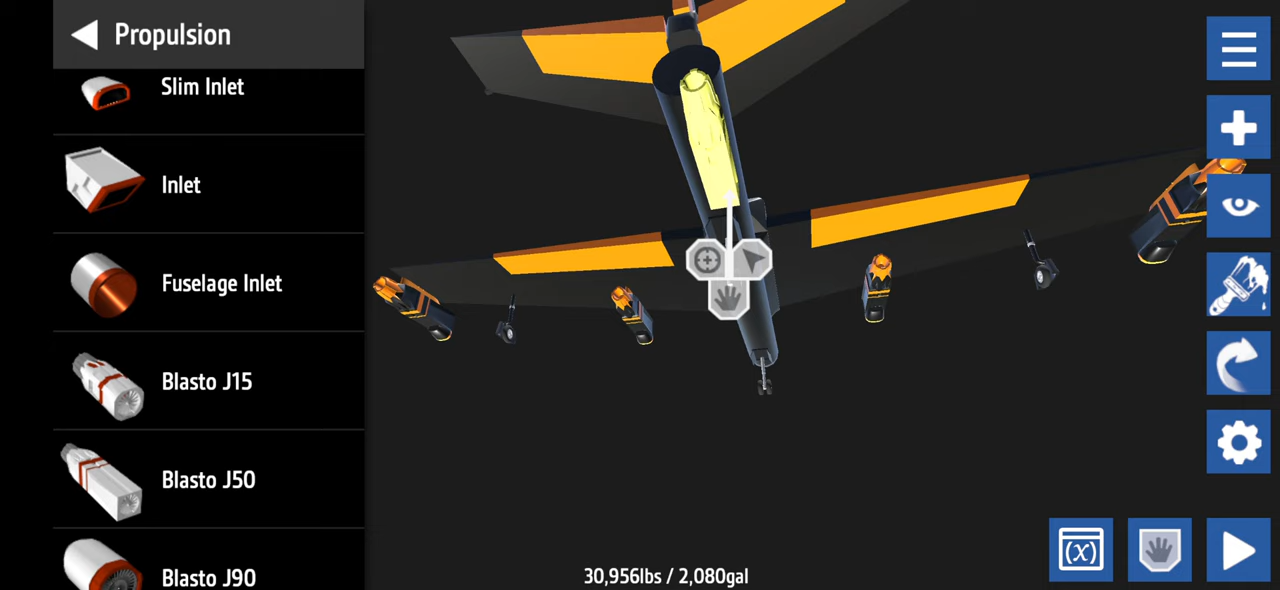 Propulsion
Slim Inlet
Inlet
Fuselage Inlet
Blasto J15
Blasto J50
Blasto J90
(x)
30,956lbs / 2,080gal